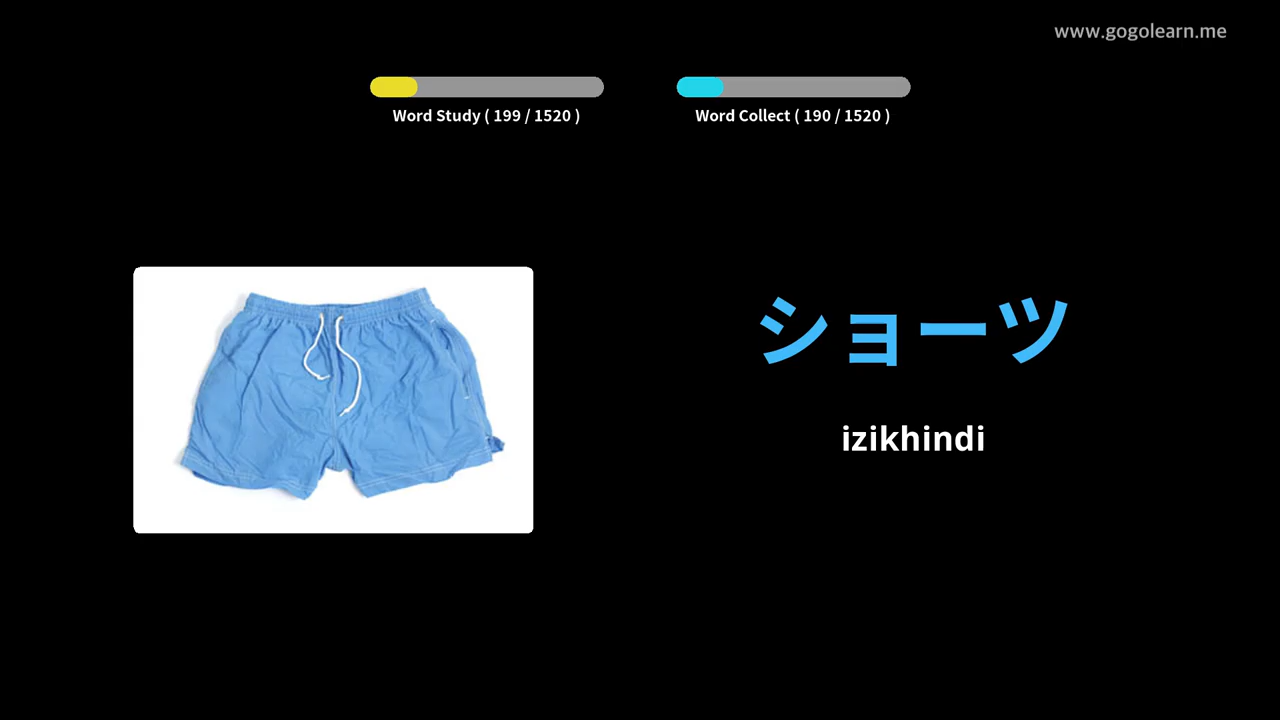 www.gogolearn.me
Word Study ( 199 / 1520 )
Word Collect ( 190 / 1520 )
ショーツ
izikhindi